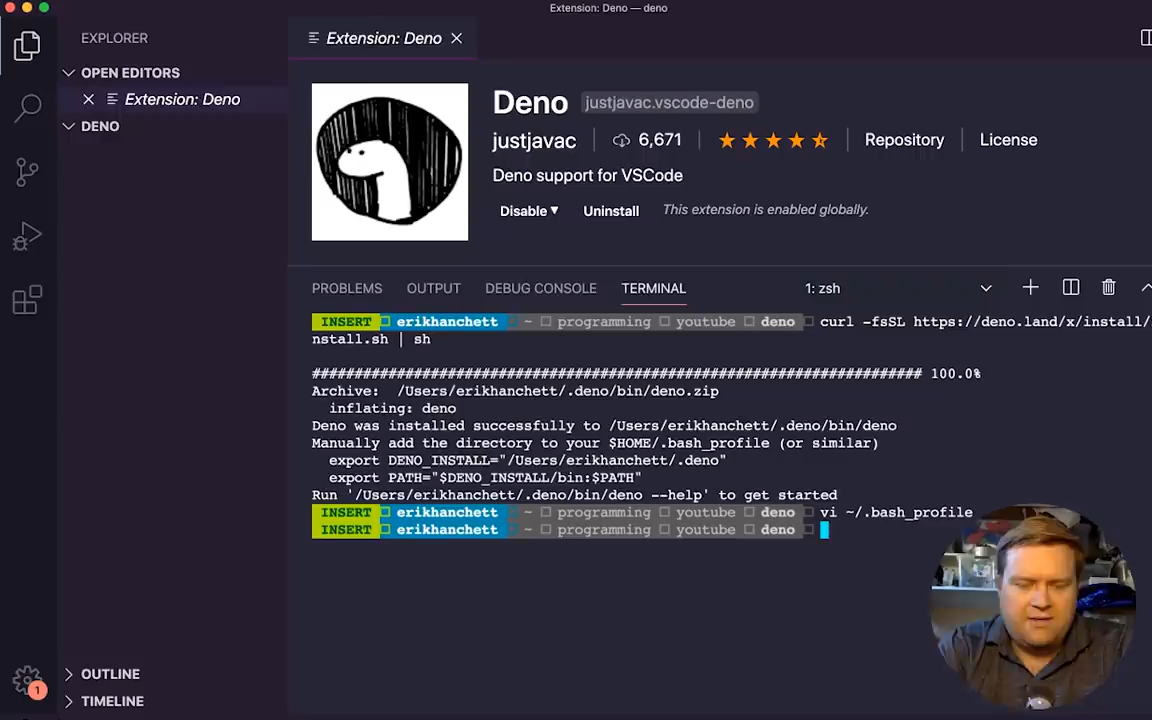 Extension: Deno — deno
EXPLORER
OPEN EDITORS
Extension: Deno
DENO
OUTLINE
TIMELINE
1
Extension: Deno
Deno justjavac.vscode-deno
justjavac 6,671 Repository License
Deno support for VSCode
Disable Uninstall This extension is enabled globally.
PROBLEMS OUTPUT DEBUG CONSOLE TERMINAL 1: zsh
INSERT erikhanchett ~ programming youtube deno curl -fsSL https://deno.land/x/install/
nstall.sh | sh
######################################################################## 100.0%
Archive: /Users/erikhanchett/.deno/bin/deno.zip
inflating: deno
Deno was installed successfully to /Users/erikhanchett/.deno/bin/deno
Manually add the directory to your $HOME/.bash_profile (or similar)
export DENO_INSTALL="/Users/erikhanchett/.deno"
export PATH="$DENO_INSTALL/bin:$PATH"
Run '/Users/erikhanchett/.deno/bin/deno --help' to get started
INSERT erikhanchett ~ programming youtube deno vi ~/.bash_profile
INSERT erikhanchett ~ programming youtube deno